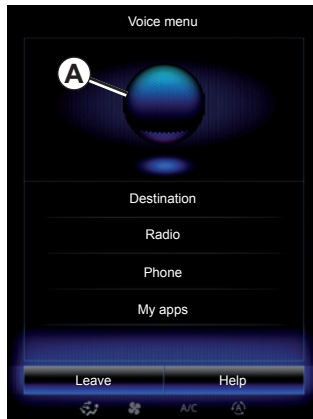 Voice menu
A
Destination
Radio
Phone
My apps
Leave Help
A/C A